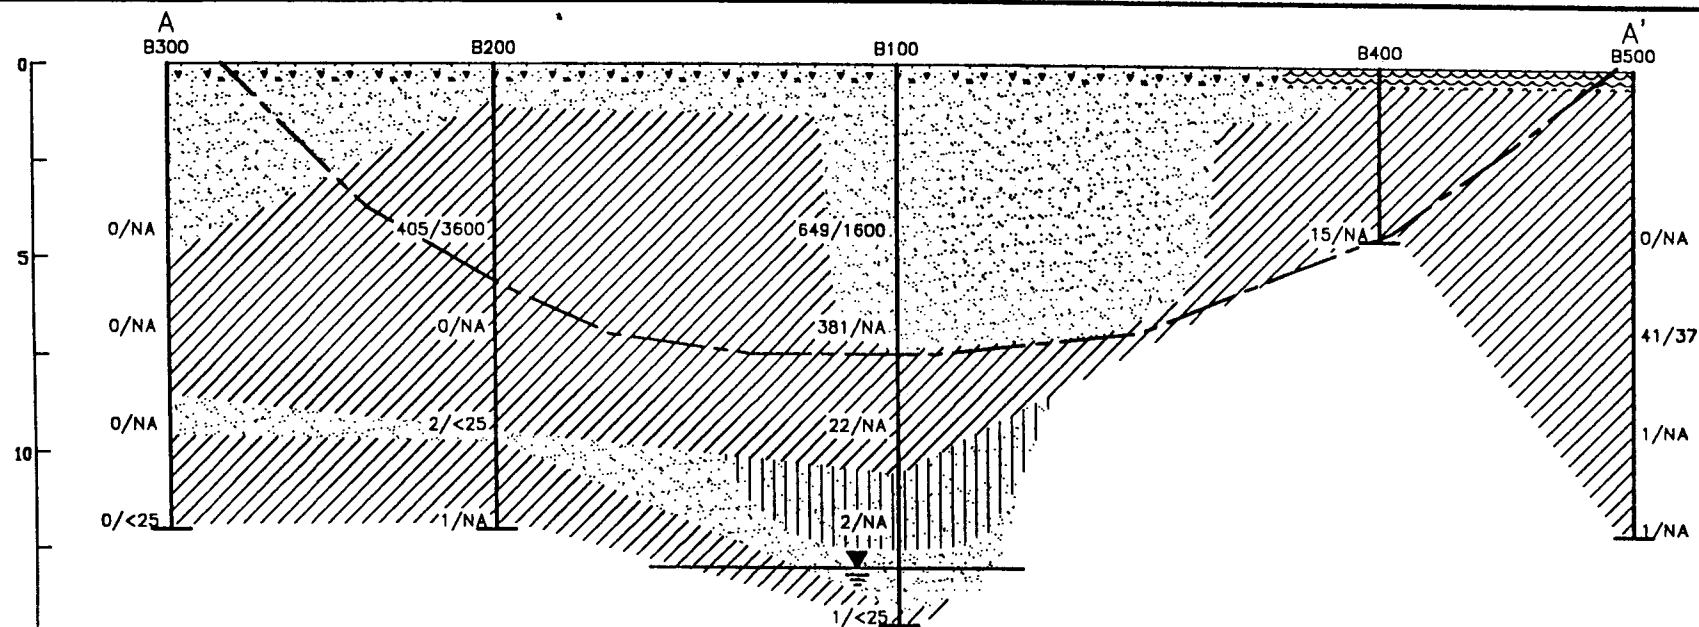 A A'
B300 B200 B100 B400 B500
0
0/NA 405/3600 649/1600 15/NA 0/NA
5
0/NA 0/NA 381/NA 41/37
0/NA 2/<25 22/NA 1/NA
10
0/<25 1/NA 2/NA 1/NA
1/<25